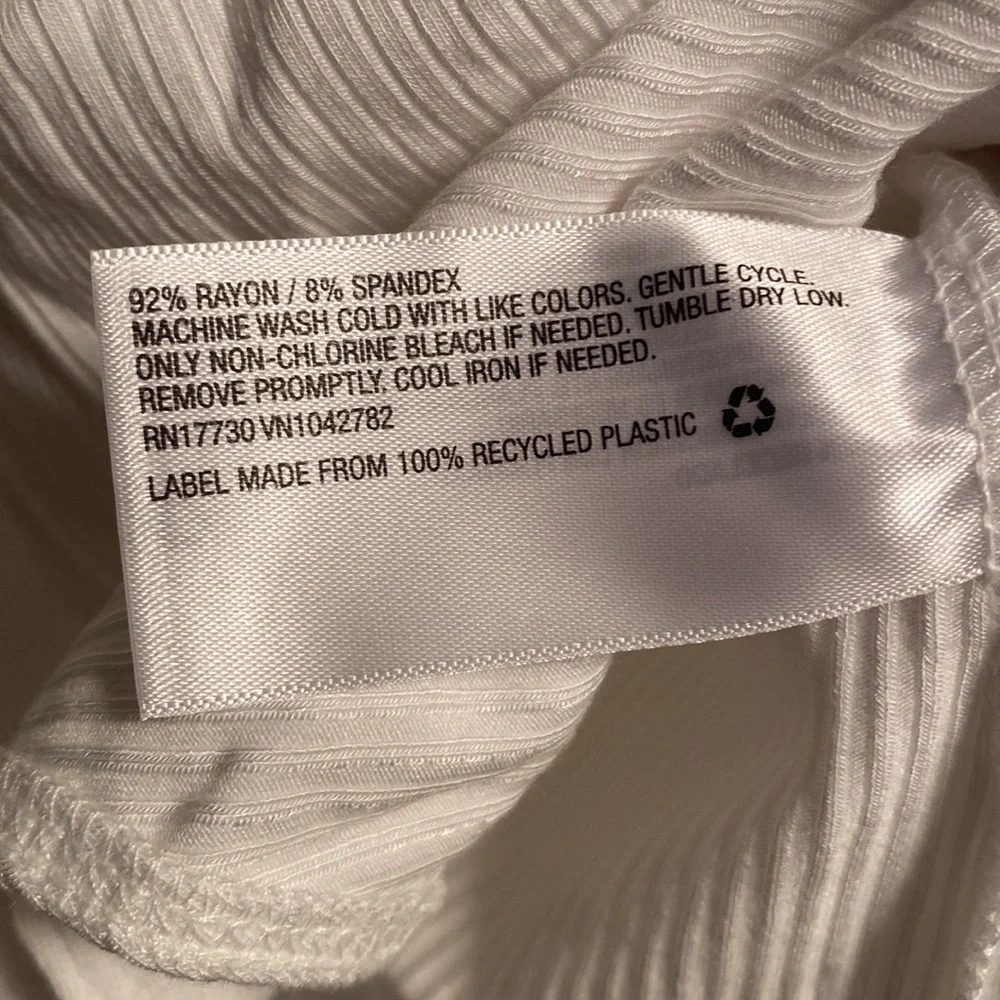 92% RAYON / 8% SPANDEX
MACHINE WASH COLD WITH LIKE COLORS. GENTLE CYCLE.
ONLY NON-CHLORINE BLEACH IF NEEDED. TUMBLE DRY LOW.
REMOVE PROMPTLY. COOL IRON IF NEEDED.
RN17730 VN1042782
LABEL MADE FROM 100% RECYCLED PLASTIC